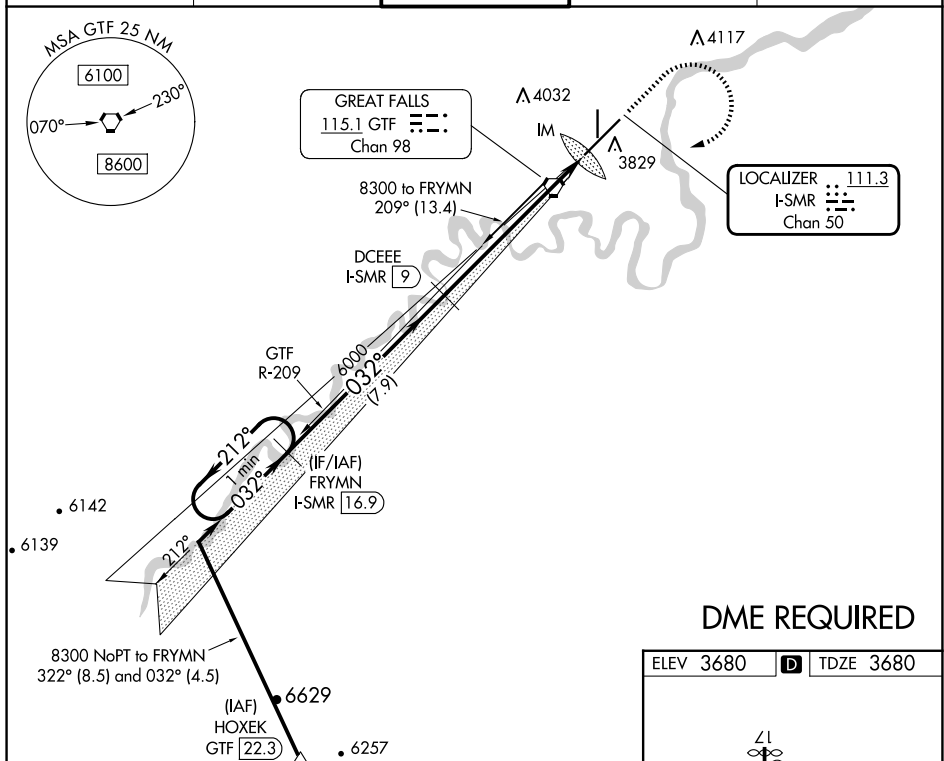 MSA GTF 25 NM
6100
070°
230°
8600
GREAT FALLS
115.1 GTF
Chan 98
4032
4117
IM
3829
LOCALIZER 111.3
I-SMR
Chan 50
8300 to FRYMN
209° (13.4)
DCEEE
I-SMR 9
GTF
R-209
6000
032°
(7.9)
212°
1 min
032°
(IF/IAF)
FRYMN
I-SMR 16.9
6142
6139
212°
8300 NoPT to FRYMN
322° (8.5) and 032° (4.5)
6629
(IAF)
HOXEK
GTF 22.3
6257
DME REQUIRED
ELEV 3680 D TDZE 3680
17